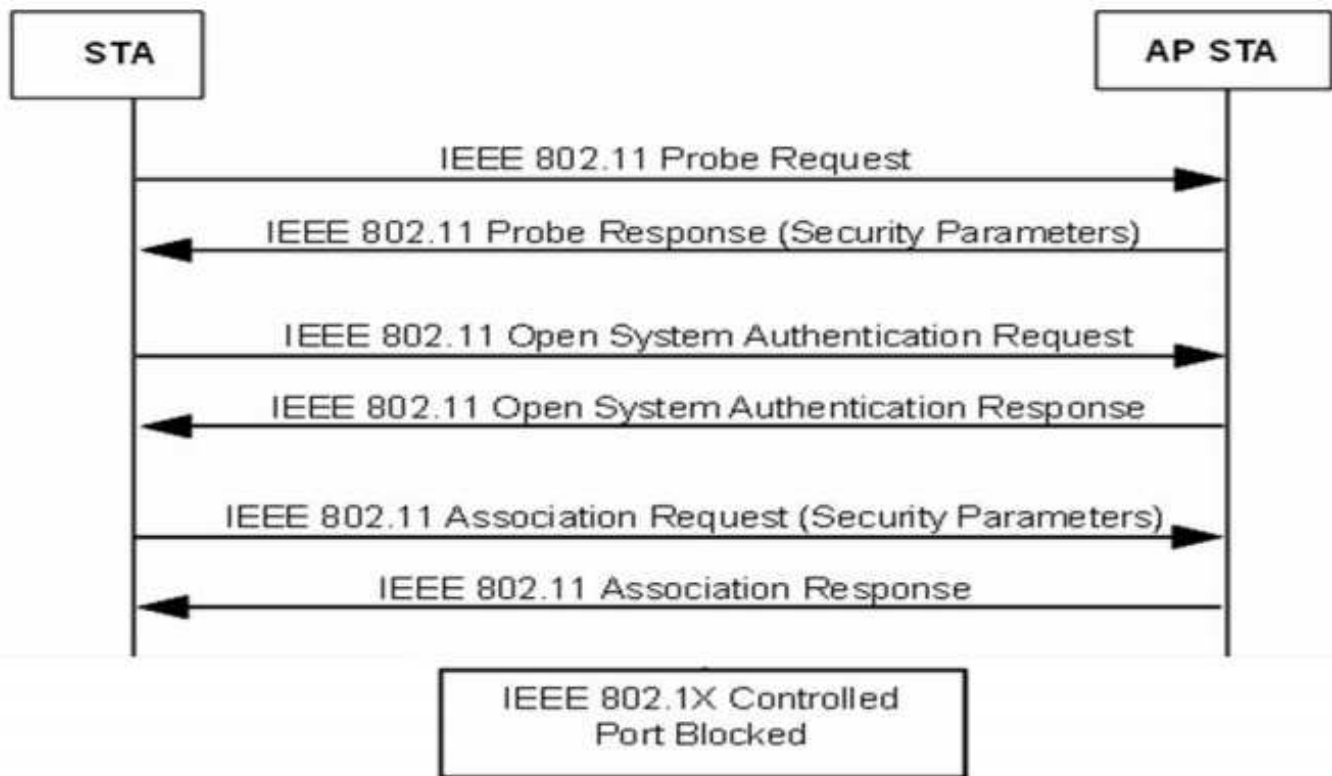 STA
AP STA
IEEE 802.11 Probe Request
IEEE 802.11 Probe Response (Security Parameters)
IEEE 802.11 Open System Authentication Request
IEEE 802.11 Open System Authentication Response
IEEE 802.11 Association Request (Security Parameters)
IEEE 802.11 Association Response
IEEE 802.1X Controlled
Port Blocked